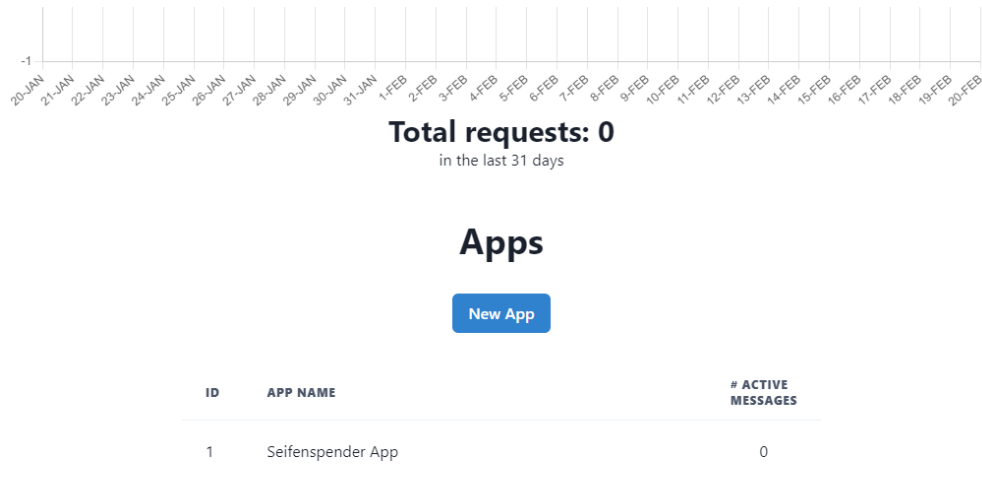 -1
20-JAN 21-JAN 22-JAN 23-JAN 24-JAN 25-JAN 26-JAN 27-JAN 28-JAN 29-JAN 30-JAN 31-JAN 1-FEB 2-FEB 3-FEB 4-FEB 5-FEB 6-FEB 7-FEB 8-FEB 9-FEB 10-FEB 11-FEB 12-FEB 13-FEB 14-FEB 15-FEB 16-FEB 17-FEB 18-FEB 19-FEB 20-FEB
Total requests: 0
in the last 31 days
Apps
New App
ID APP NAME # ACTIVE
MESSAGES
1 Seifenspender App 0